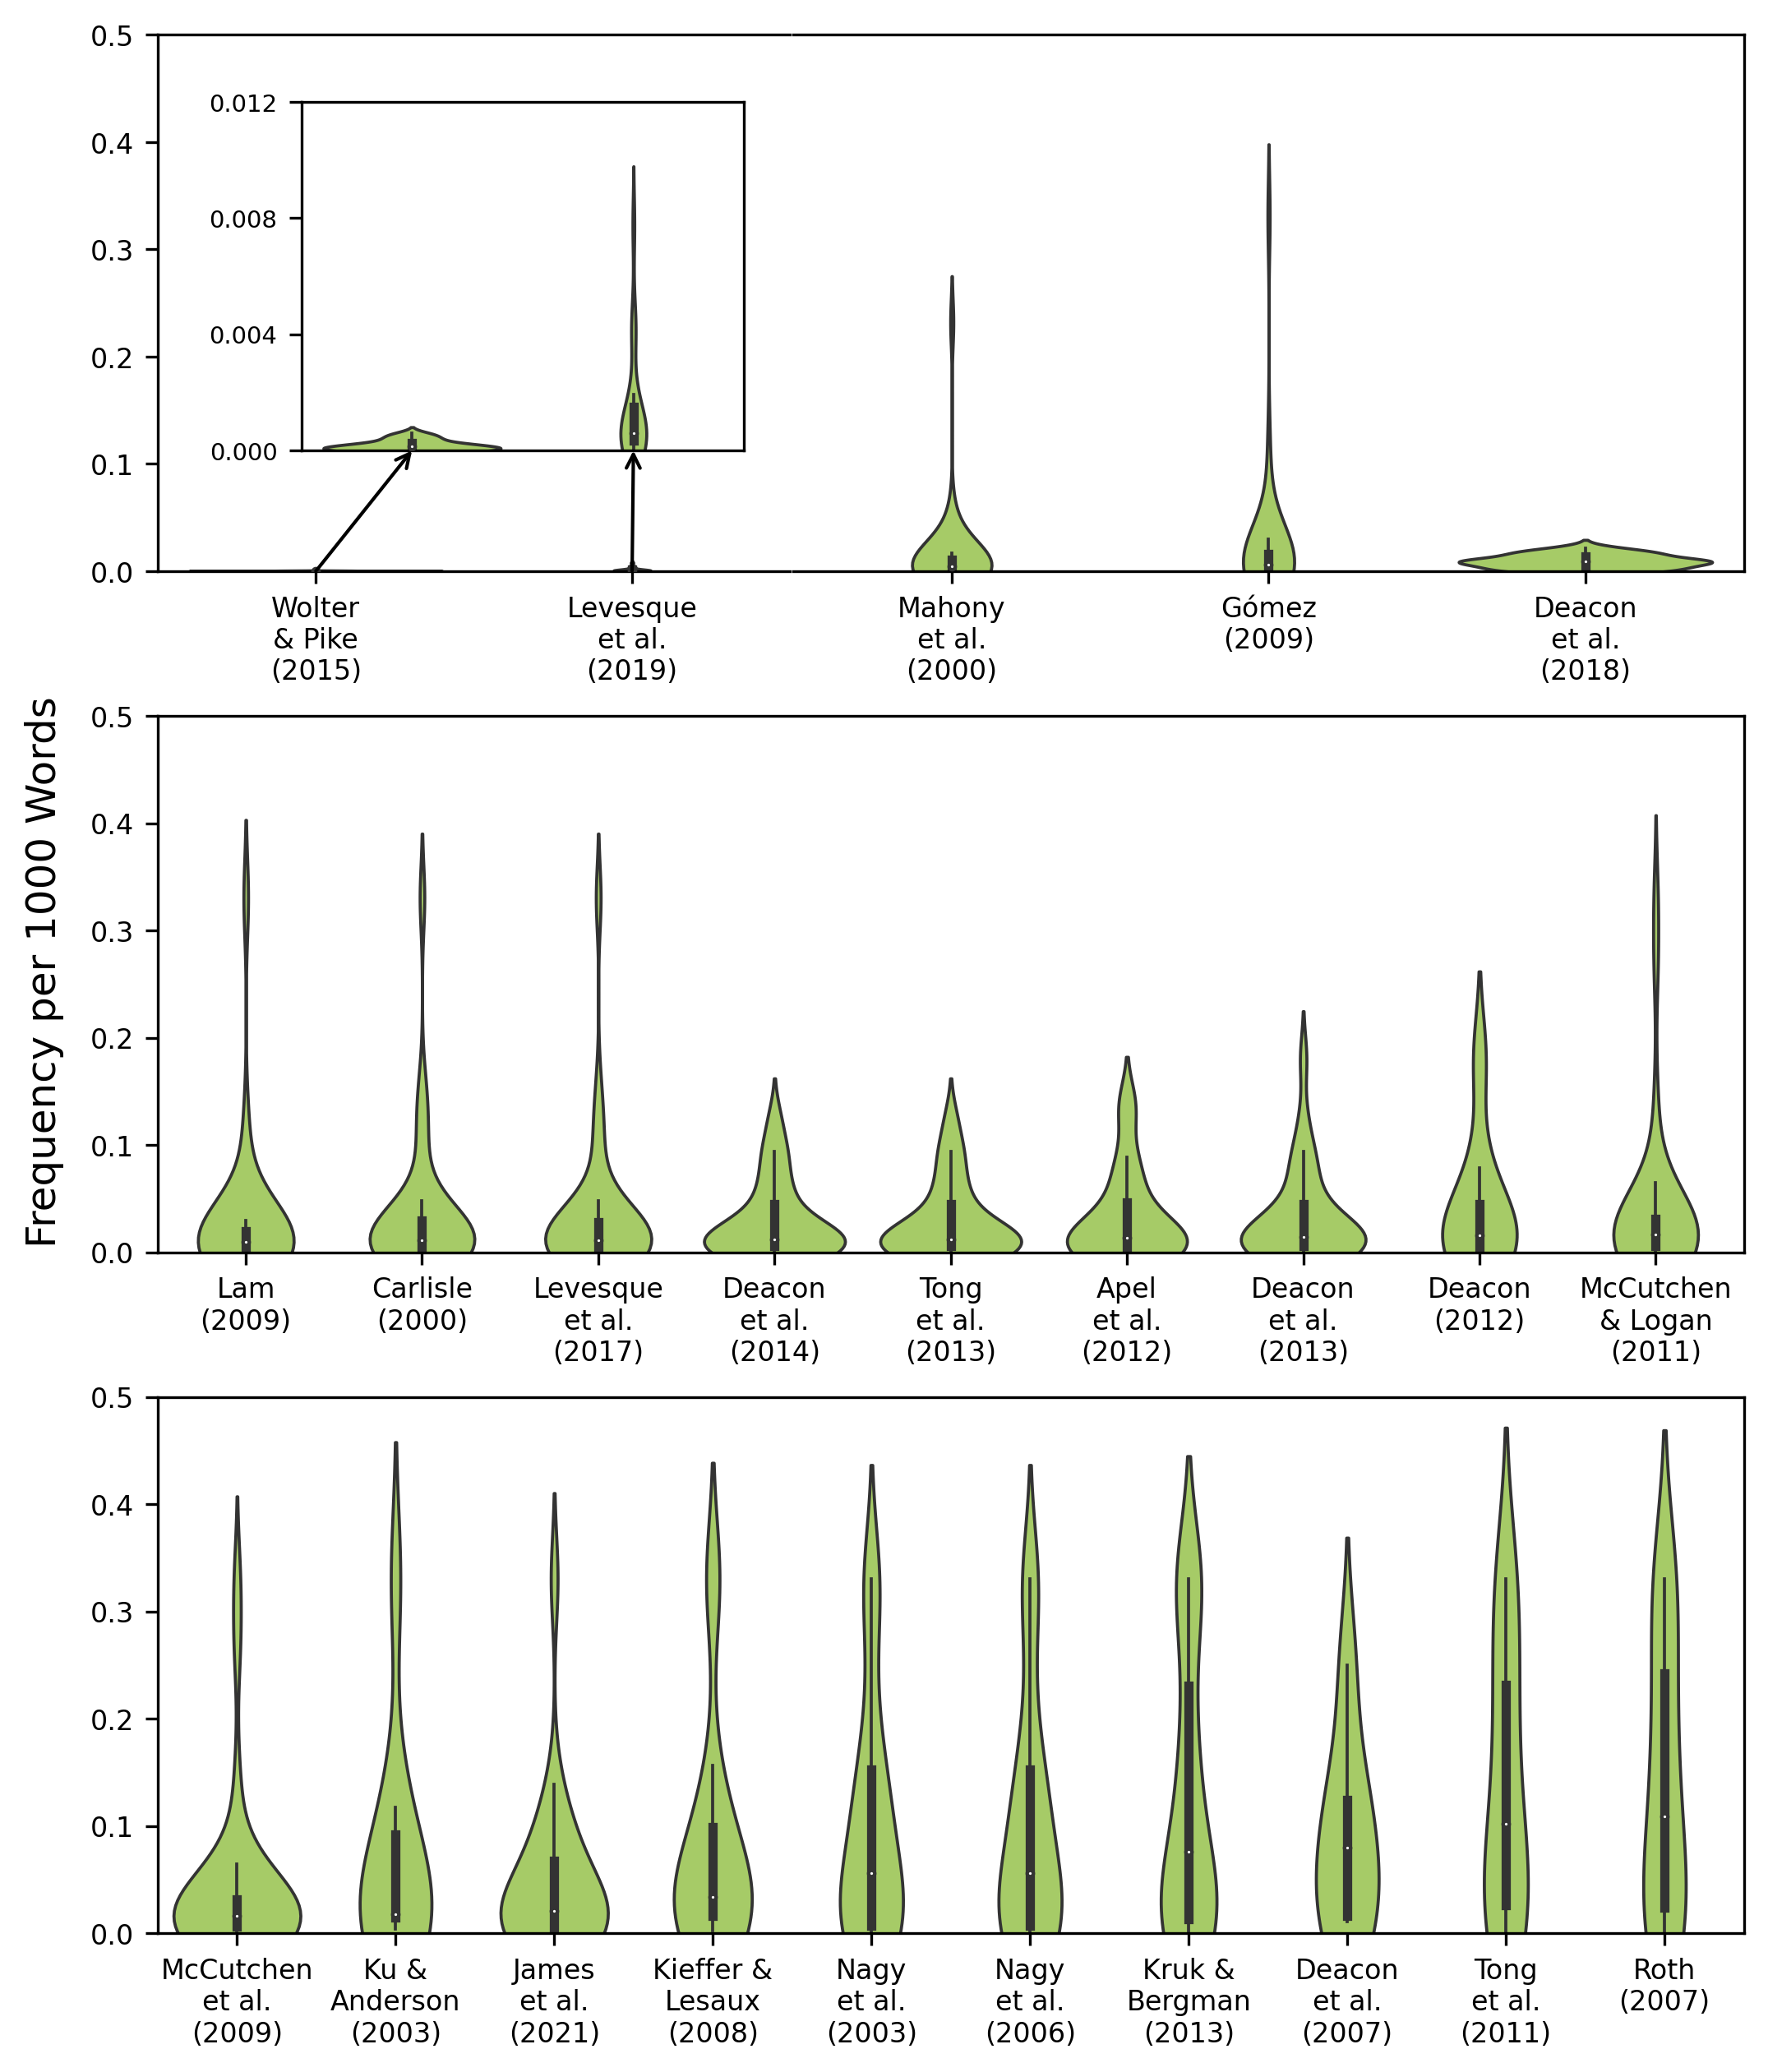 Frequency per 1000 Words
0.5
0.4
0.3
0.2
0.1
0.0
0.012
0.008
0.004
0.000
Wolter
& Pike
(2015)
Levesque
et al.
(2019)
Mahony
et al.
(2000)
Gómez
(2009)
Deacon
et al.
(2018)
0.5
0.4
0.3
0.2
0.1
0.0
Lam
(2009)
Carlisle
(2000)
Levesque
et al.
(2017)
Deacon
et al.
(2014)
Tong
et al.
(2013)
Apel
et al.
(2012)
Deacon
et al.
(2013)
Deacon
(2012)
McCutchen
& Logan
(2011)
0.5
0.4
0.3
0.2
0.1
0.0
McCutchen
et al.
(2009)
Ku &
Anderson
(2003)
James
et al.
(2021)
Kieffer &
Lesaux
(2008)
Nagy
et al.
(2003)
Nagy
et al.
(2006)
Kruk &
Bergman
(2013)
Deacon
et al.
(2007)
Tong
et al.
(2011)
Roth
(2007)